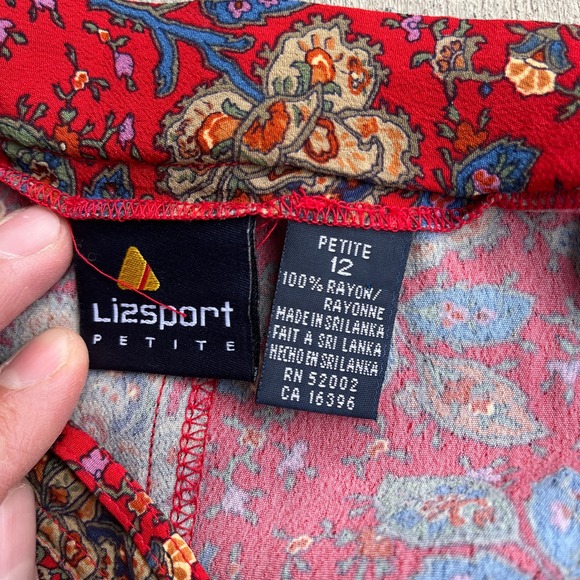 Lizsport
PETITE
PETITE
12
100% RAYON/
RAYONNE
MADE IN SRI LANKA
FAIT À SRI LANKA
HECHO EN SRI LANKA
RN 52002
CA 16396